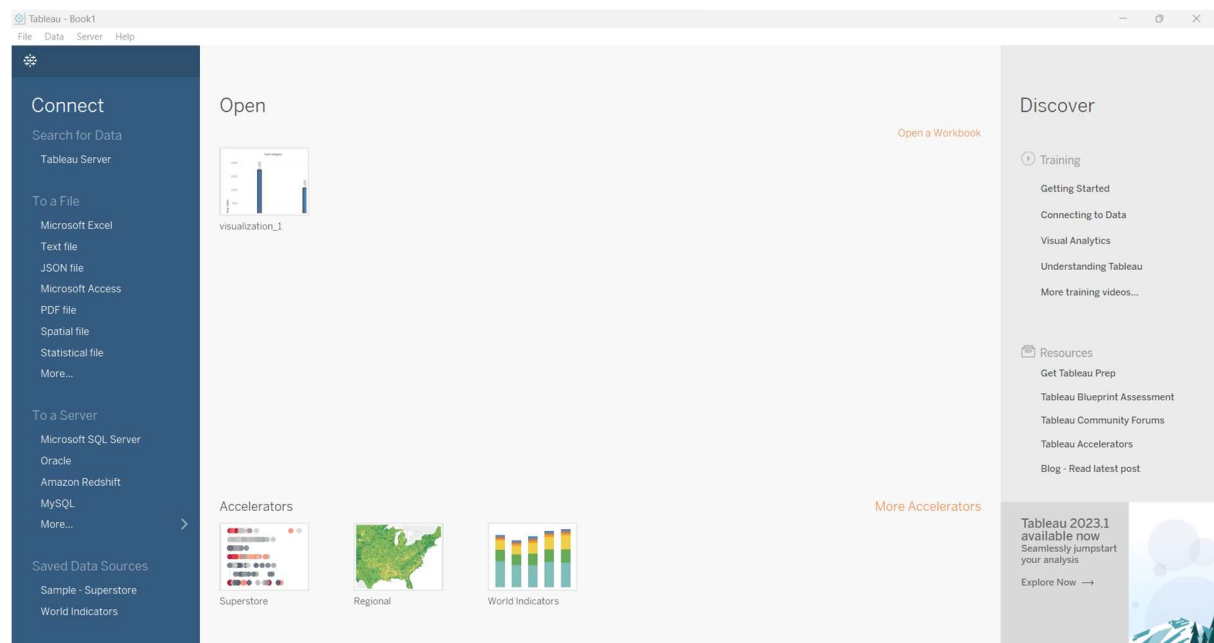 Tableau - Book1
File Data Server Help
Connect
Search for Data
Tableau Server
To a File
Microsoft Excel
Text file
JSON file
Microsoft Access
PDF file
Spatial file
Statistical file
More...
To a Server
Microsoft SQL Server
Oracle
Amazon Redshift
MySQL
More...
Saved Data Sources
Sample - Superstore
World Indicators
Open
Open a Workbook
visualization_1
Accelerators
More Accelerators
Superstore
Regional
World Indicators
Discover
Training
Getting Started
Connecting to Data
Visual Analytics
Understanding Tableau
More training videos...
Resources
Get Tableau Prep
Tableau Blueprint Assessment
Tableau Community Forums
Tableau Accelerators
Blog - Read latest post
Tableau 2023.1
available now
Seamlessly jumpstart
your analysis
Explore Now →